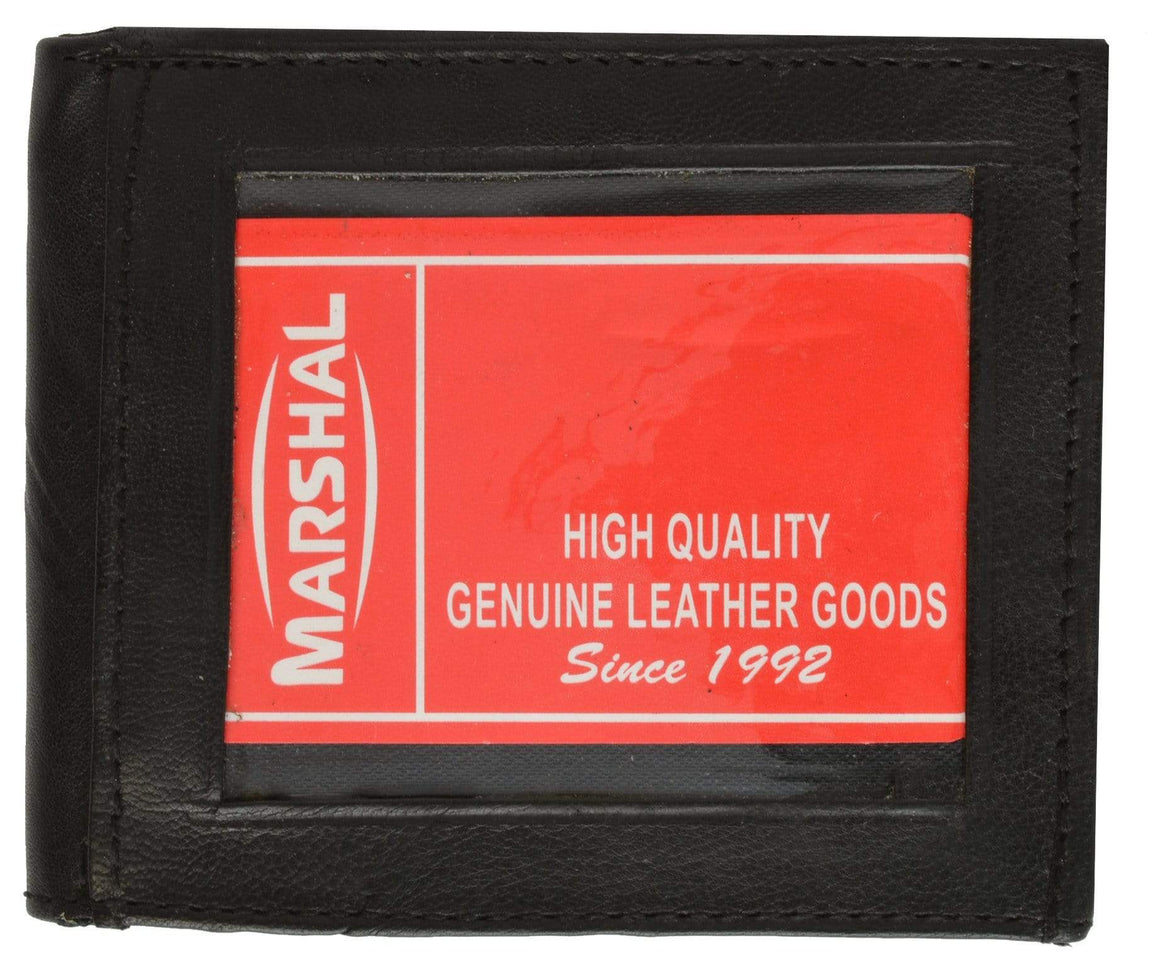 MARSHAL
HIGH QUALITY
GENUINE LEATHER GOODS
Since 1992